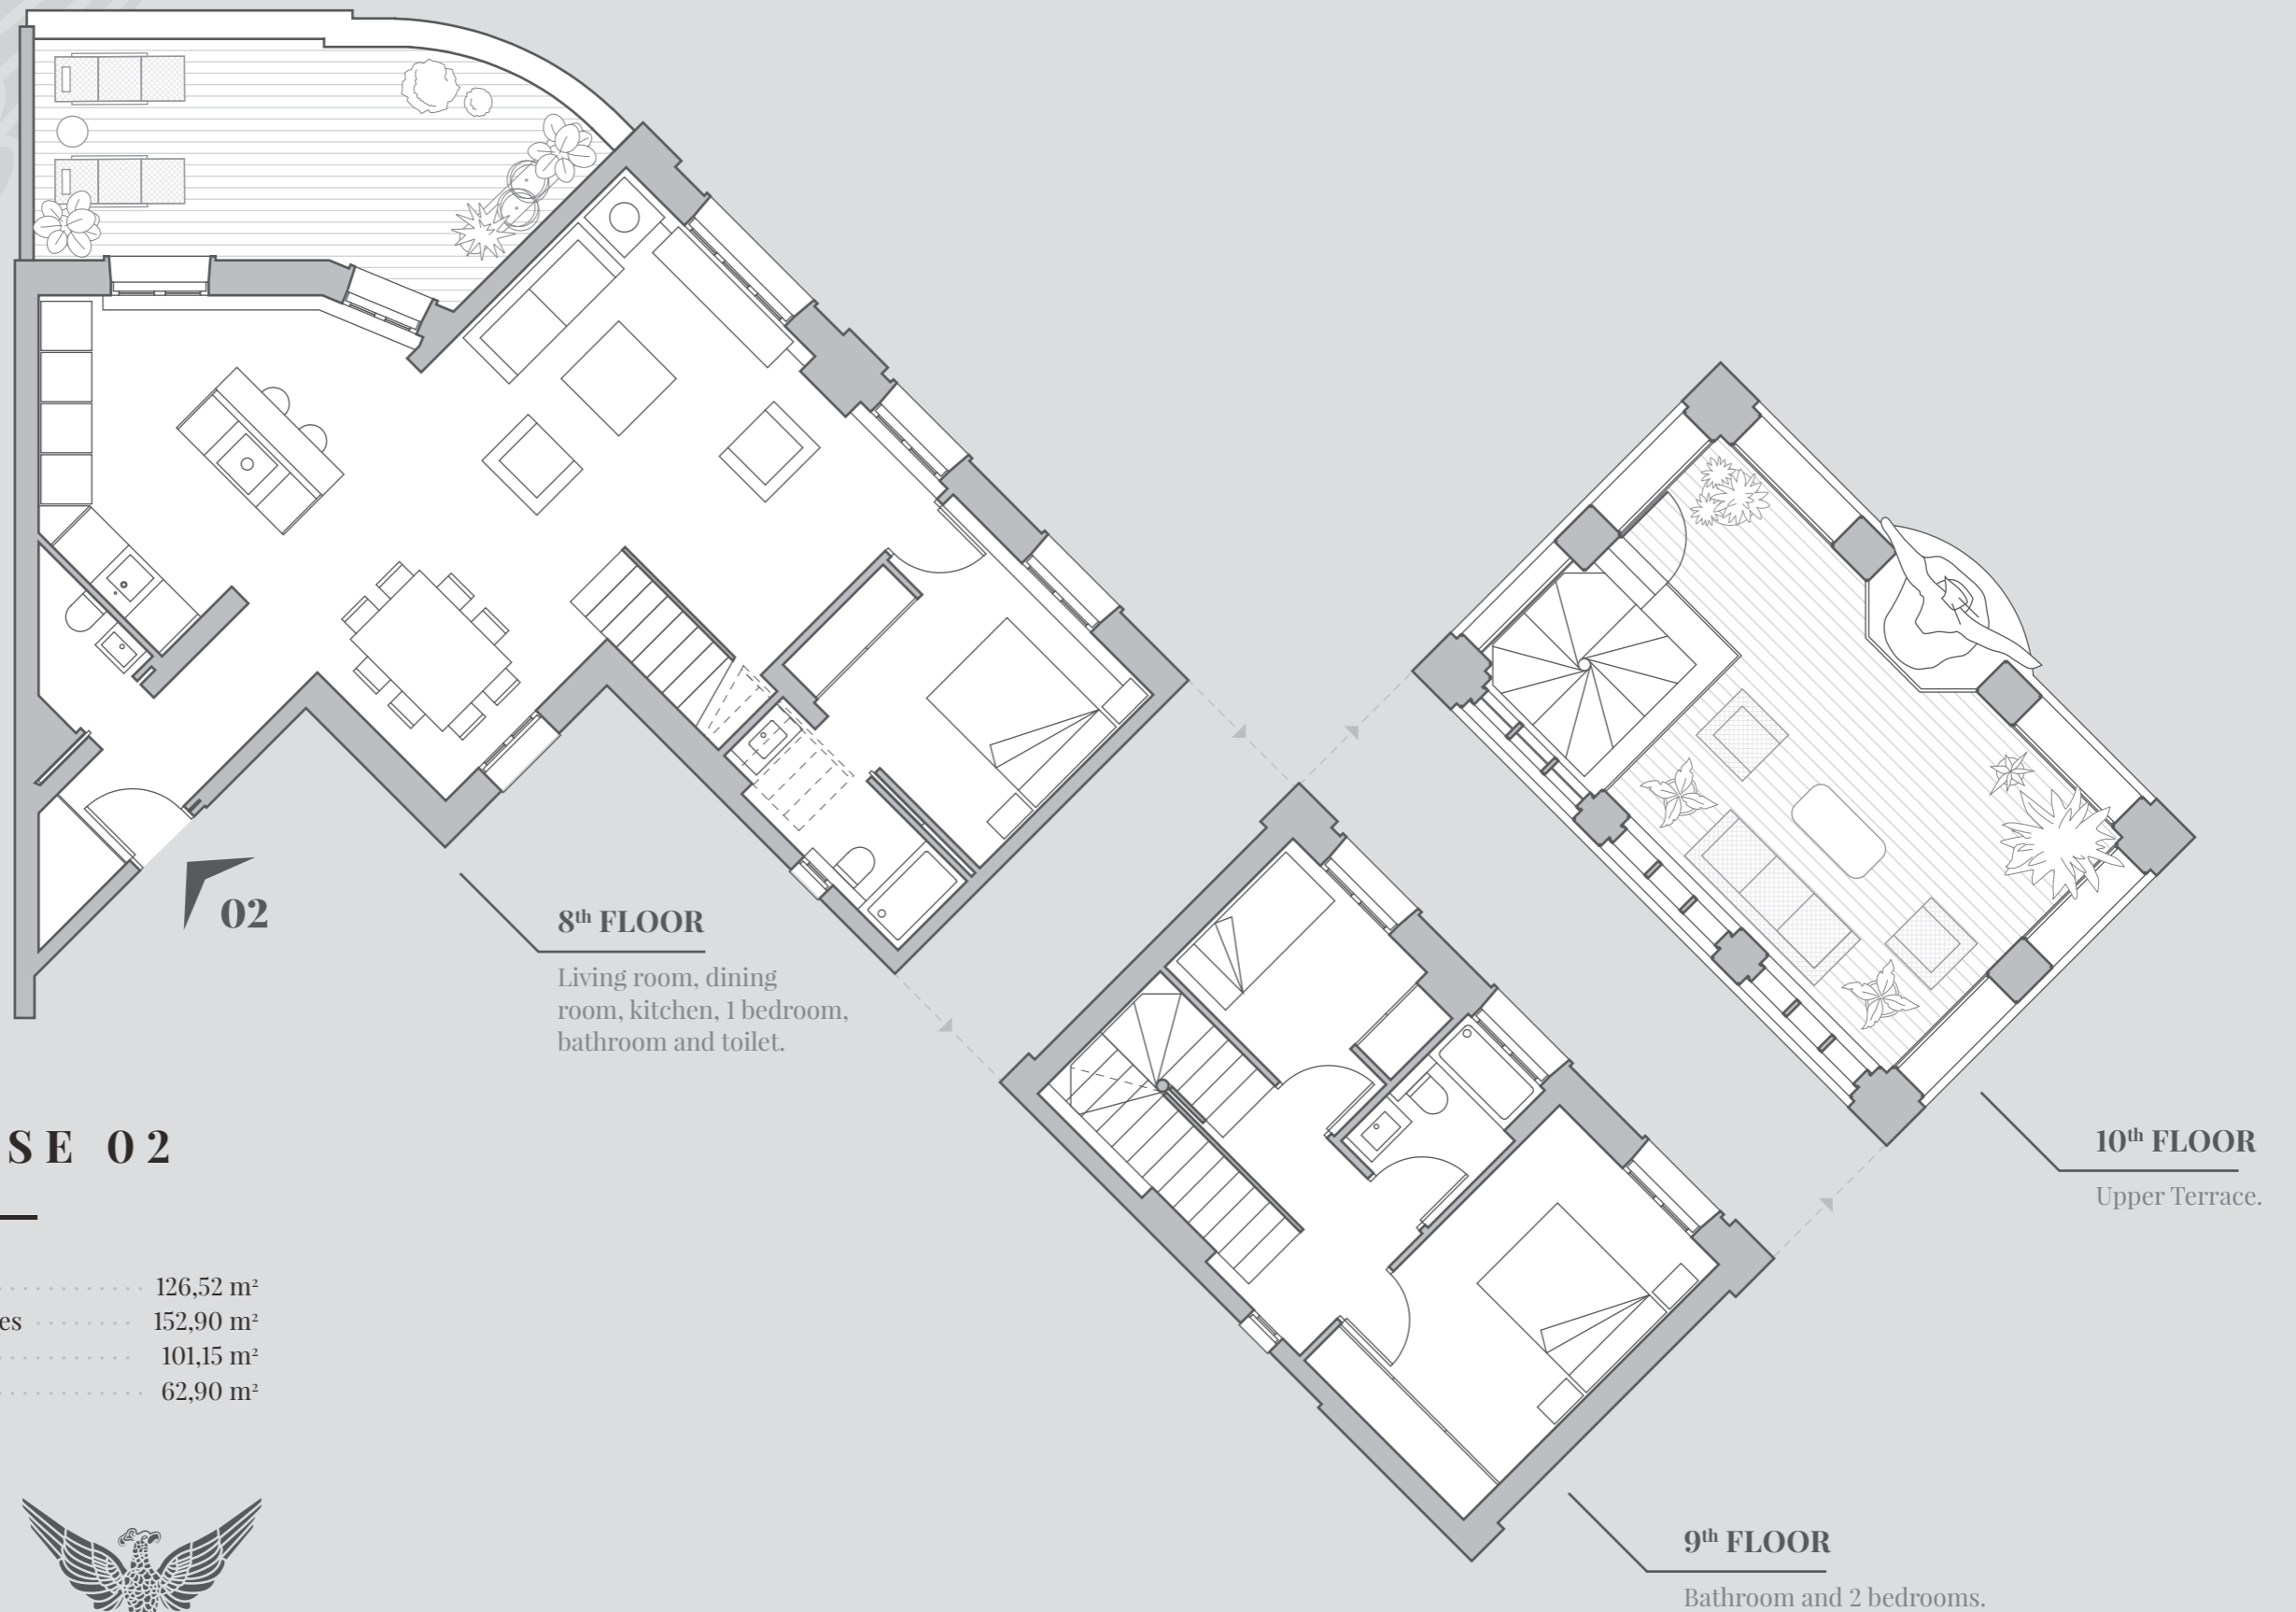 02
8th FLOOR
Living room, dining
room, kitchen, 1 bedroom,
bathroom and toilet.
10th FLOOR
Upper Terrace.
9th FLOOR
Bathroom and 2 bedrooms.
SE 02
126,52 m²
es 152,90 m²
101,15 m²
62,90 m²